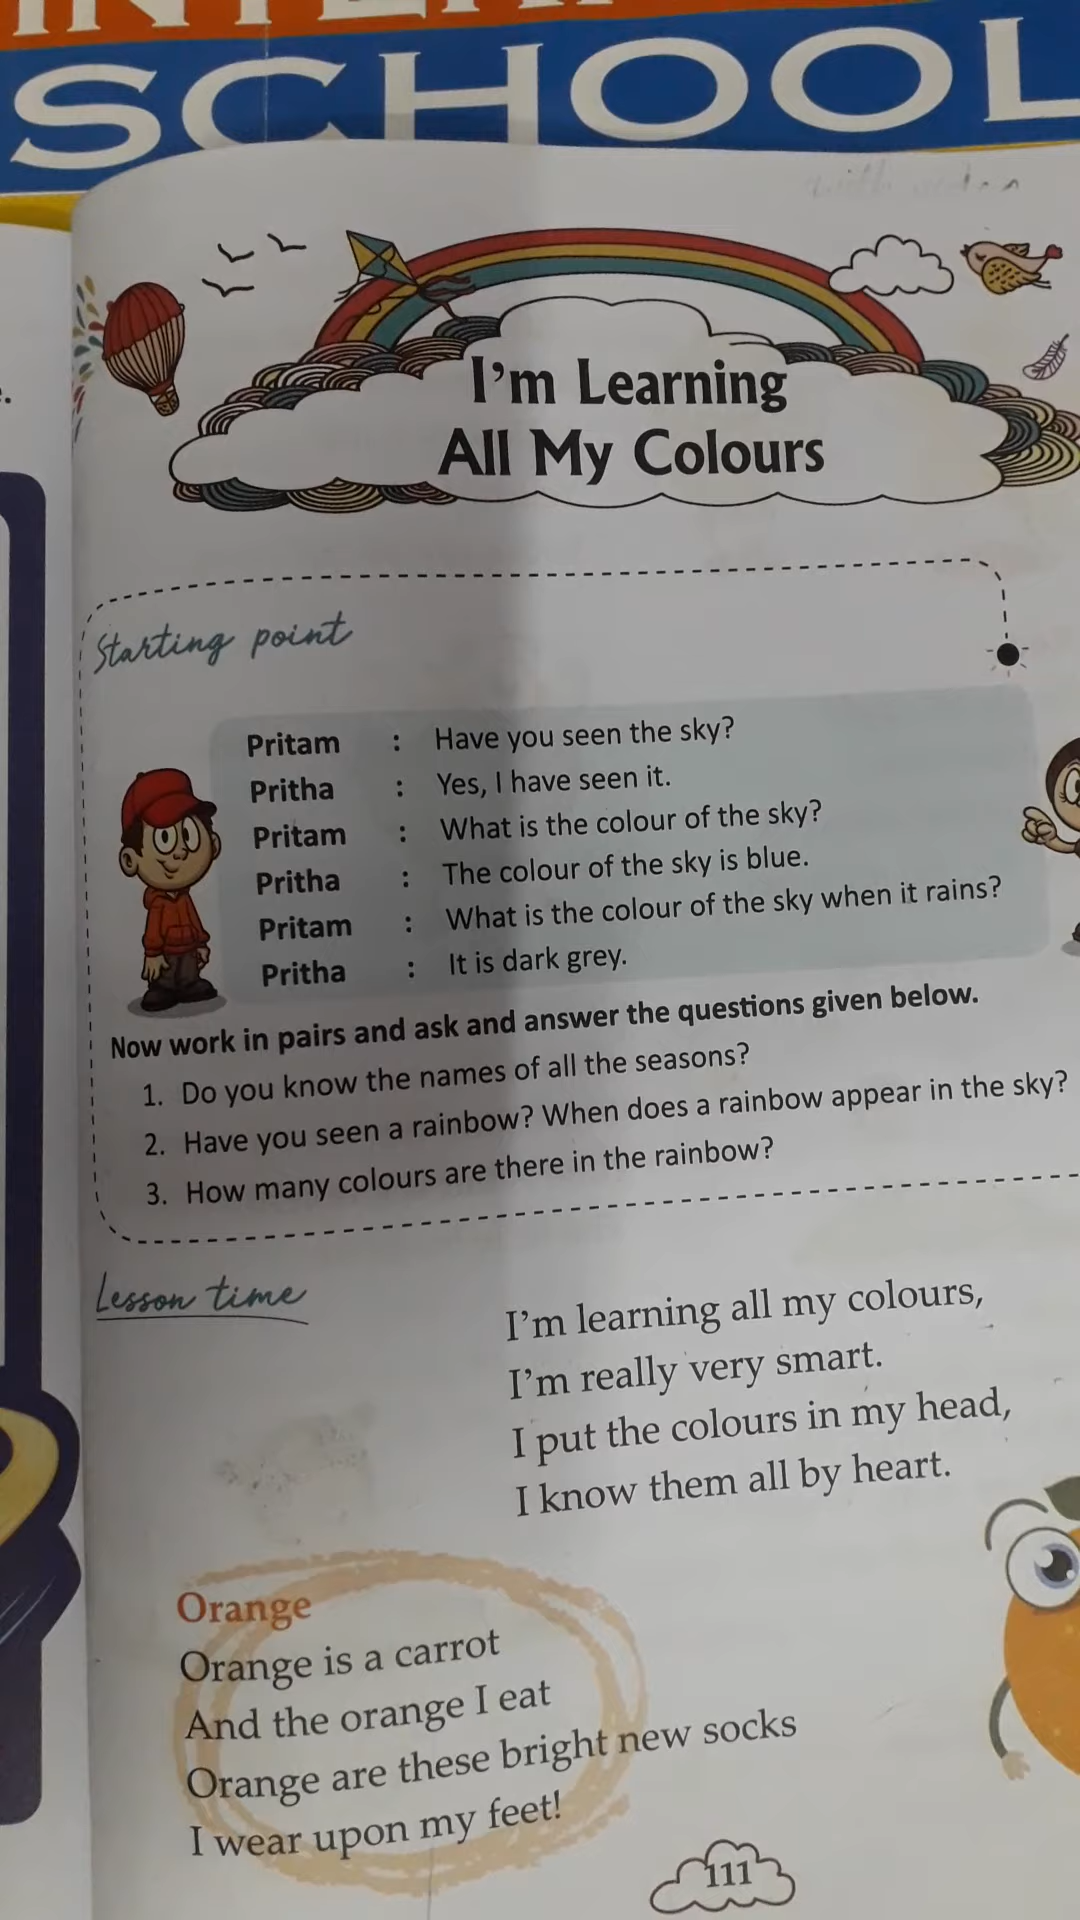 SCHOOL
I'm Learning
All My Colours
Starting point
Pritam : Have you seen the sky?
Pritha : Yes, I have seen it.
Pritam : What is the colour of the sky?
Pritha : The colour of the sky is blue.
Pritam : What is the colour of the sky when it rains?
Pritha : It is dark grey.
Now work in pairs and ask and answer the questions given below.
1. Do you know the names of all the seasons?
2. Have you seen a rainbow? When does a rainbow appear in the sky?
3. How many colours are there in the rainbow?
Lesson time
I'm learning all my colours,
I'm really very smart.
I put the colours in my head,
I know them all by heart.
Orange
Orange is a carrot
And the orange I eat
Orange are these bright new socks
I wear upon my feet!
111